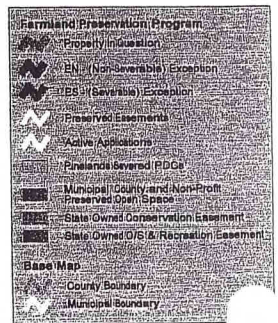 Farmland Preservation Program
Property In Question
EN - (Non-Severable) Exception
ES - (Severable) Exception
Preserved Easements
Active Applications
Pinelands Severed PDCs
Municipal, County and Non-Profit
Preserved Open Space
State Owned Conservation Easement
State Owned O/S & Recreation Easement
Base Map
County Boundary
Municipal Boundary